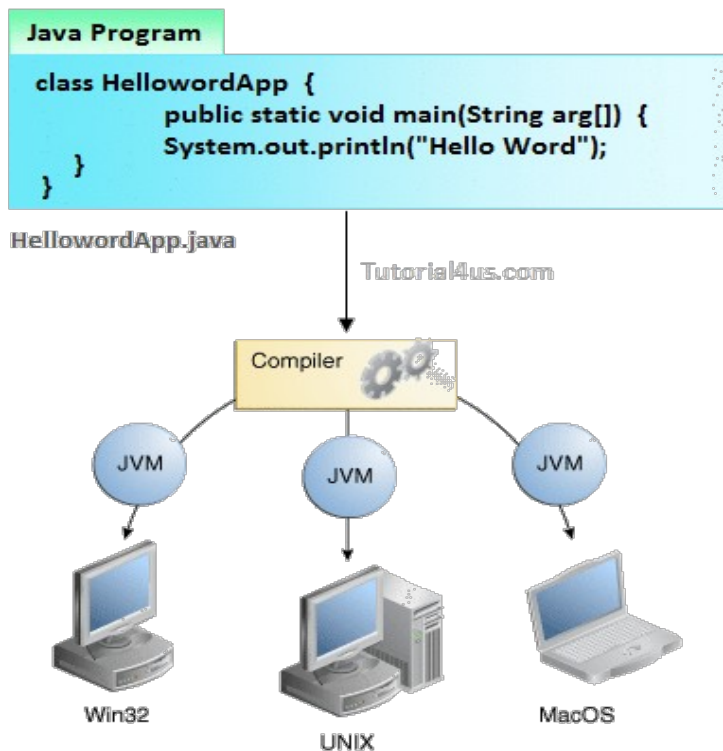 Java Program
class HellowordApp {
public static void main(String arg[]) {
System.out.println("Hello Word");
}
}
HellowordApp.java
Tutorial4us.com
Compiler
JVM
JVM
JVM
Win32
UNIX
MacOS